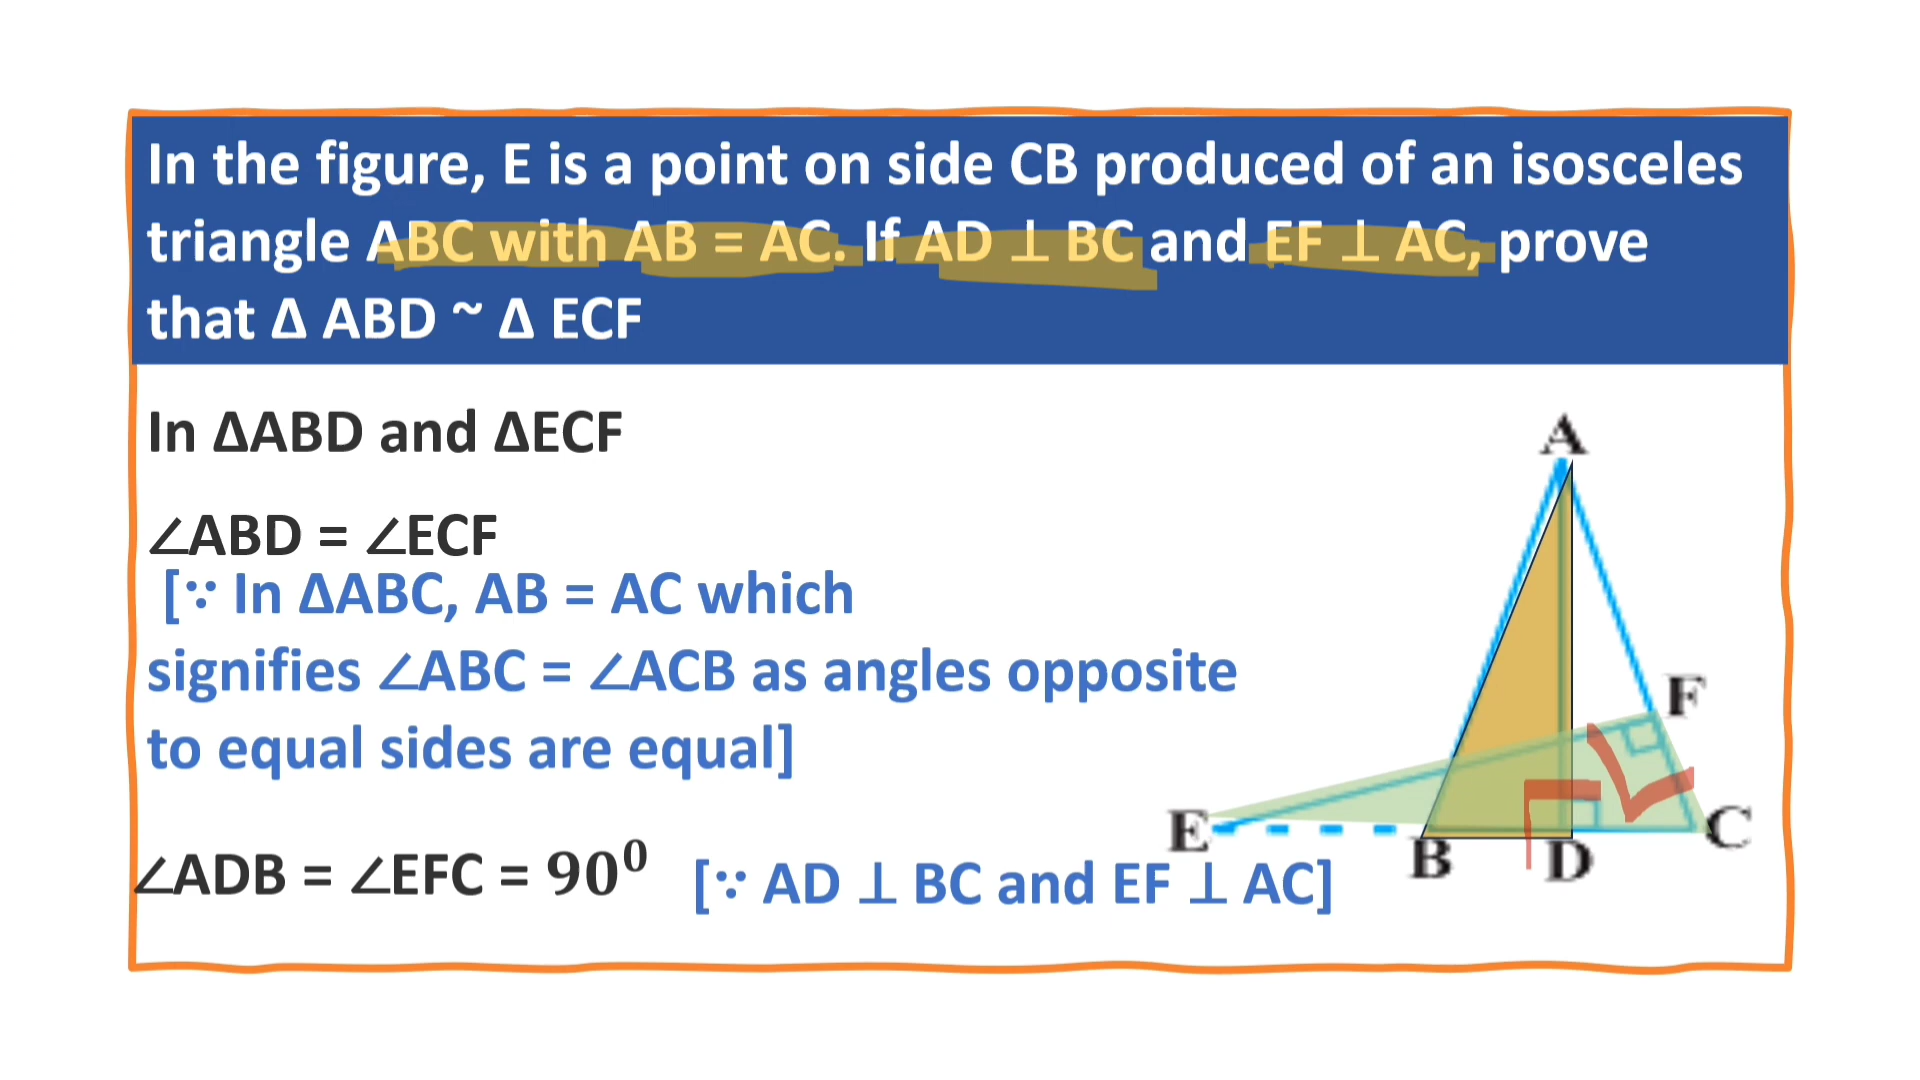 In the figure, E is a point on side CB produced of an isosceles
triangle ABC with AB = AC. If AD ⊥ BC and EF ⊥ AC, prove
that Δ ABD ~ Δ ECF
In ΔABD and ΔECF
∠ABD = ∠ECF
[∵ In ΔABC, AB = AC which
signifies ∠ABC = ∠ACB as angles opposite
to equal sides are equal]
∠ADB = ∠EFC = 90⁰ [∵ AD ⊥ BC and EF ⊥ AC]
A
F
E
B
D
C